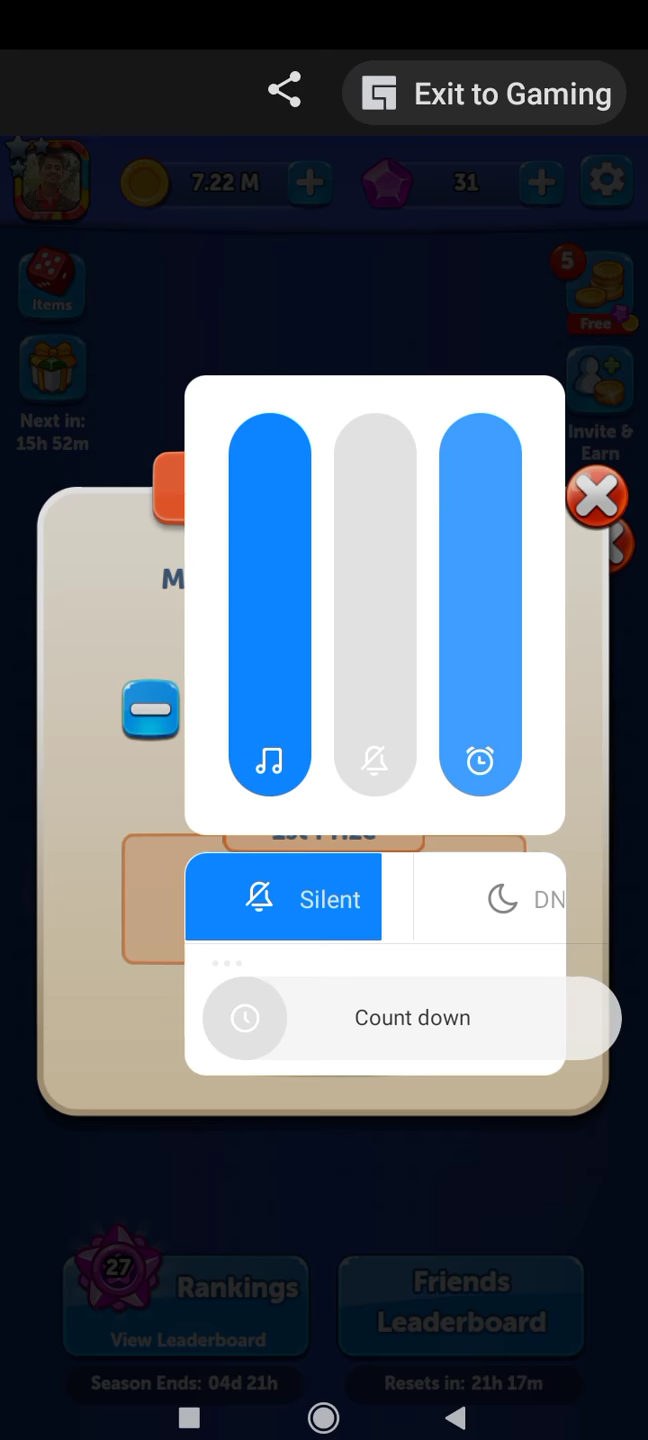 Exit to Gaming
7.22 M
31
Items
5
Free
Next in:
15h 52m
Invite &
Earn
M
Silent
DN
Count down
27
Rankings
View Leaderboard
Friends
Leaderboard
Season Ends: 04d 21h
Resets in: 21h 17m